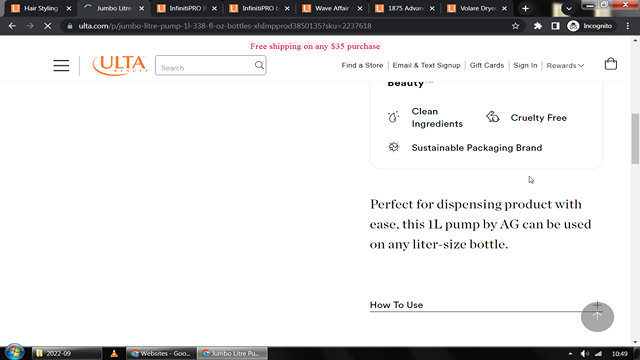 Hair Styling
Jumbo Litre
InfinitiPRO B
InfinitiPRO b
Wave Affair
1875 Advanc
Volare Dryer
ulta.com/p/jumbo-litre-pump-1l-338-fl-oz-bottles-xlsImpprod3850135?sku=2237618
Incognito
Free shipping on any $35 purchase
ULTA
BEAUTY
Search
Find a Store
Email & Text Signup
Gift Cards
Sign In
Rewards
Beauty
Clean
Ingredients
Cruelty Free
Sustainable Packaging Brand
Perfect for dispensing product with
ease, this 1L pump by AG can be used
on any liter-size bottle.
How To Use
2022-09
Websites - Goo...
Jumbo Litre Pu...
10:49